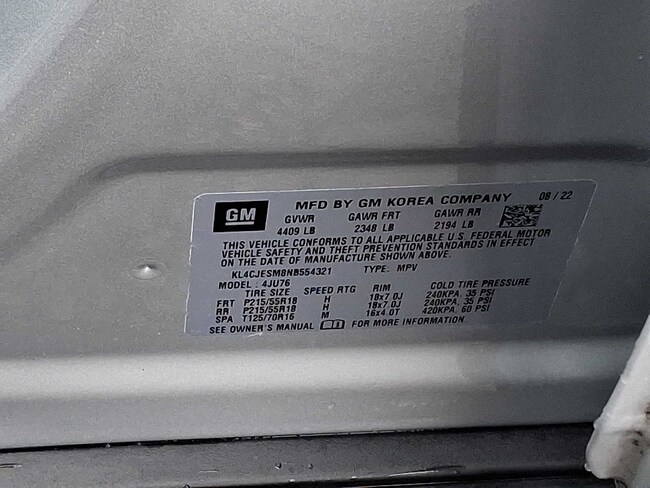 GM
MFD BY GM KOREA COMPANY 08 / 22
GVWR GAWR FRT GAWR RR
4409 LB 2348 LB 2194 LB
THIS VEHICLE CONFORMS TO ALL APPLICABLE U.S. FEDERAL MOTOR
VEHICLE SAFETY AND THEFT PREVENTION STANDARDS IN EFFECT
ON THE DATE OF MANUFACTURE SHOWN ABOVE.
KL4CJESM8NB554321 TYPE: MPV
MODEL: 4JU76
TIRE SIZE SPEED RTG RIM COLD TIRE PRESSURE
FRT P215/55R18 H 18x7.0J 240KPA, 35 PSI
RR P215/55R18 H 18x7.0J 240KPA, 35 PSI
SPA T125/70R16 M 16x4.0T 420KPA, 60 PSI
SEE OWNER'S MANUAL FOR MORE INFORMATION.